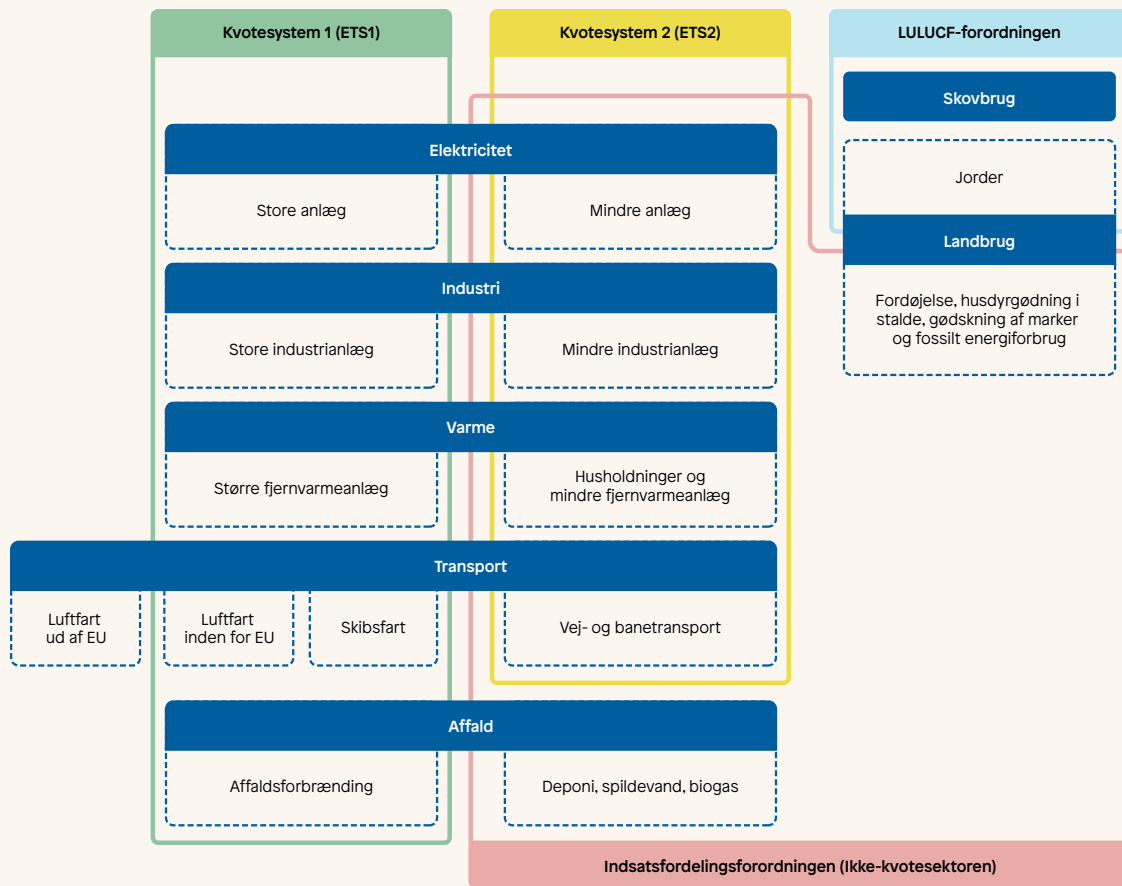 Kvotesystem 1 (ETS1)
Kvotesystem 2 (ETS2)
LULUCF-forordningen
Skovbrug
Elektricitet
Jorder
Store anlæg
Mindre anlæg
Landbrug
Industri
Fordøjelse, husdyrgødning i
stalde, gødskning af marker
og fossilt energiforbrug
Store industrianlæg
Mindre industrianlæg
Varme
Større fjernvarmeanlæg
Husholdninger og
mindre fjernvarmeanlæg
Transport
Luftfart
ud af EU
Luftfart
inden for EU
Skibsfart
Vej- og banetransport
Affald
Affaldsforbrænding
Deponi, spildevand, biogas
Indsatsfordelingsforordningen (Ikke-kvotesektoren)